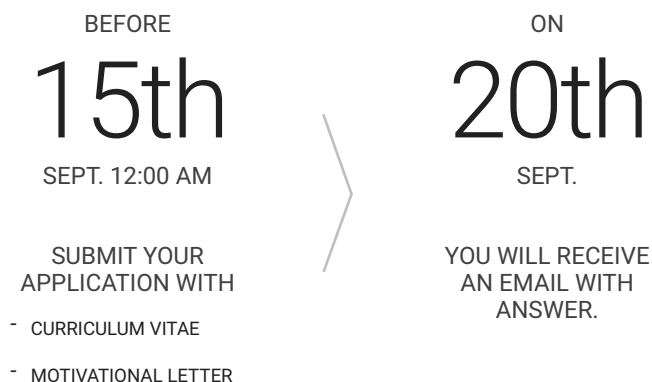 BEFORE
15th
SEPT. 12:00 AM
SUBMIT YOUR
APPLICATION WITH
- CURRICULUM VITAE
- MOTIVATIONAL LETTER
ON
20th
SEPT.
YOU WILL RECEIVE
AN EMAIL WITH
ANSWER.